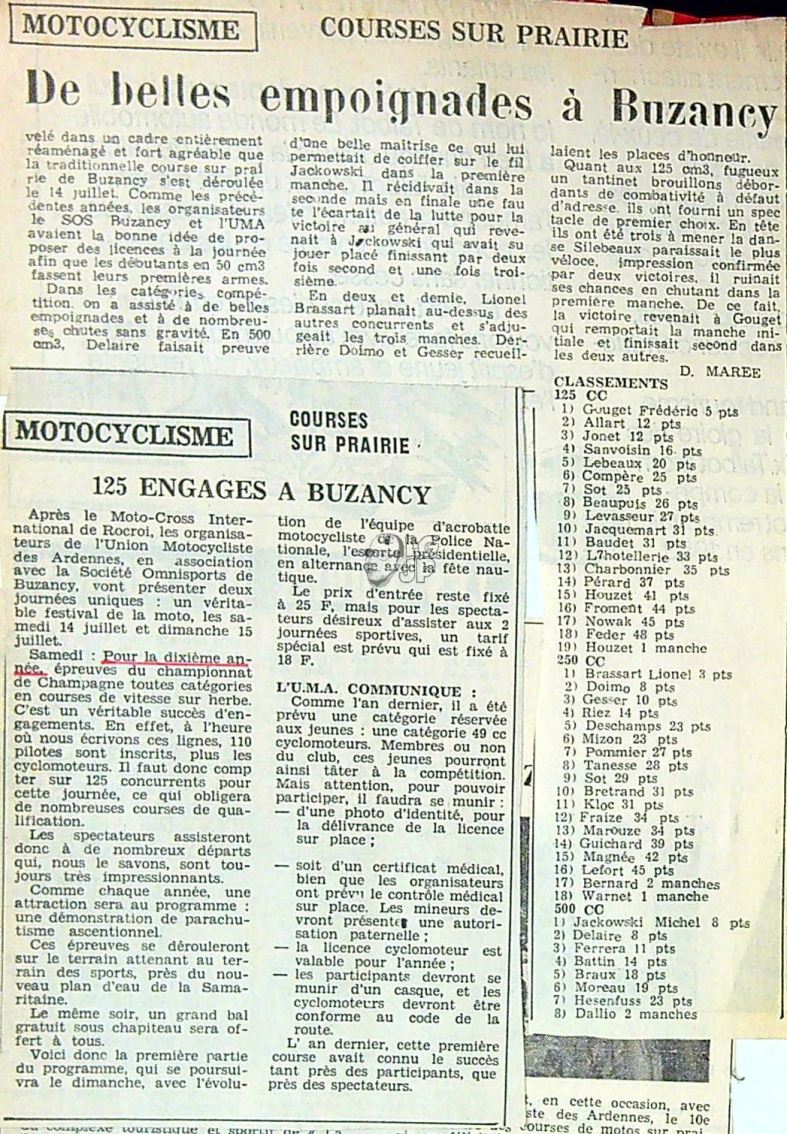 MOTOCYCLISME
COURSES SUR PRAIRIE
De belles empoignades à Buzancy
velé dans un cadre entièrement
réaménagé et fort agréable que
la traditionnelle course sur prai
rie de Buzancy s'est déroulée
le 14 juillet. Comme les précé-
dentes années, les organisateurs
le SOS Buzancy et l'UMA
avaient la bonne idée de pro-
poser des licences à la journée
afin que les débutants en 50 cm3
fassent leurs premières armes.
Dans les catégories compé-
tition on a assisté à de belles
empoignades et à de nombreu-
ses chutes sans gravité. En 500
cm3, Delaire faisait preuve
d'une belle maîtrise ce qui lui
permettait de coiffer sur le fil
Jackowski dans la première
manche. Il récidivait dans la
seconde mais en finale une fau
te l'écartait de la lutte pour la
victoire au général qui reve-
nait à Jackowski qui avait su
jouer placé finissant par deux
fois second et une fois troi-
sième.
En deux et demie, Lionel
Brassart planait au-dessus des
autres concurrents et s'adju-
geait les trois manches. Der-
rière Doimo et Gesser recueil-
laient les places d'honneur.
Quant aux 125 cm3, fugueux
un tantinet brouillons débor-
dants de combativité à défaut
d'adresse, ils ont fourni un spec
tacle de premier choix. En tête
ils ont été trois à mener la dan-
se Silebeaux paraissait le plus
véloce, impression confirmée
par deux victoires, il ruinait
ses chances en chutant dans la
première manche. De ce fait,
la victoire revenait à Gouget
qui remportait la manche ini-
tiale et finissait second dans
les deux autres.
D. MAREE
CLASSEMENTS
125 CC
1) Gouget Frédéric 5 pts
2) Allart 12 pts
3) Jonet 12 pts
4) Sanvoisin 16 pts
5) Lebeaux 20 pts
6) Compère 25 pts
7) Sot 25 pts
8) Beaupuis 26 pts
9) Levasseur 27 pts
10) Jacquemart 31 pts
11) Baudet 31 pts
12) L7hotellerie 33 pts
13) Charbonnier 35 pts
14) Pérard 37 pts
15) Houzet 41 pts
16) Froment 44 pts
17) Nowak 45 pts
18) Feder 48 pts
19) Houzet 1 manche
250 CC
1) Brassart Lionel 3 pts
2) Doimo 8 pts
3) Gesser 10 pts
4) Riez 14 pts
5) Deschamps 23 pts
6) Mizon 23 pts
7) Pommier 27 pts
8) Tanesse 28 pts
9) Sot 29 pts
10) Bretrand 31 pts
11) Kloc 31 pts
12) Fraize 34 pts
13) Marouze 34 pts
14) Guichard 39 pts
15) Magnée 42 pts
16) Lefort 45 pts
17) Bernard 2 manches
18) Warnet 1 manche
500 CC
1) Jackowski Michel 8 pts
2) Delaire 8 pts
3) Ferrera 11 pts
4) Battin 14 pts
5) Braux 18 pts
6) Moreau 19 pts
7) Hesenfuss 23 pts
8) Dallio 2 manches
MOTOCYCLISME
COURSES
SUR PRAIRIE
125 ENGAGES A BUZANCY
Après le Moto-Cross Inter-
national de Rocroi, les organisa-
teurs de l'Union Motocycliste
des Ardennes, en association
avec la Société Omnisports de
Buzancy, vont présenter deux
journées uniques : un vérita-
ble festival de la moto, les sa-
medi 14 juillet et dimanche 15
juillet.
Samedi : Pour la dixième an-
née, épreuves du championnat
de Champagne toutes catégories
en courses de vitesse sur herbe.
C'est un véritable succès d'en-
gagements. En effet, à l'heure
où nous écrivons ces lignes, 110
pilotes sont inscrits, plus les
cyclomoteurs. Il faut donc comp
ter sur 125 concurrents pour
cette journée, ce qui obligera
de nombreuses courses de qua-
lification.
Les spectateurs assisteront
donc à de nombreux départs
qui, nous le savons, sont tou-
jours très impressionnants.
Comme chaque année, une
attraction sera au programme :
une démonstration de parachu-
tisme ascentionnel.
Ces épreuves se dérouleront
sur le terrain attenant au ter-
rain des sports, près du nou-
veau plan d'eau de la Sama-
ritaine.
Le même soir, un grand bal
gratuit sous chapiteau sera of-
fert à tous.
Voici donc la première partie
du programme, qui se poursui-
vra le dimanche, avec l'évolu-
tion de l'équipe d'acrobatie
motocycliste de la Police Na-
tionale, l'escorte présidentielle,
en alternance avec la fête nau-
tique.
Le prix d'entrée reste fixé
à 25 F, mais pour les specta-
teurs désireux d'assister aux 2
journées sportives, un tarif
spécial est prévu qui est fixé à
18 F.
L'U.M.A. COMMUNIQUE :
Comme l'an dernier, il a été
prévu une catégorie réservée
aux jeunes : une catégorie 49 cc
cyclomoteurs. Membres ou non
du club, ces jeunes pourront
ainsi tâter à la compétition.
Mais attention, pour pouvoir
participer, il faudra se munir :
— d'une photo d'identité, pour
la délivrance de la licence
sur place ;
— soit d'un certificat médical,
bien que les organisateurs
ont prévu le contrôle médical
sur place. Les mineurs de-
vront présenter une autori-
sation paternelle ;
— la licence cyclomoteur est
valable pour l'année ;
— les participants devront se
munir d'un casque, et les
cyclomoteurs devront être
conforme au code de la
route.
L' an dernier, cette première
course avait connu le succès
tant près des participants, que
près des spectateurs.
t, en cette occasion, avec
ste des Ardennes, le 10e
courses de motos sur prai-